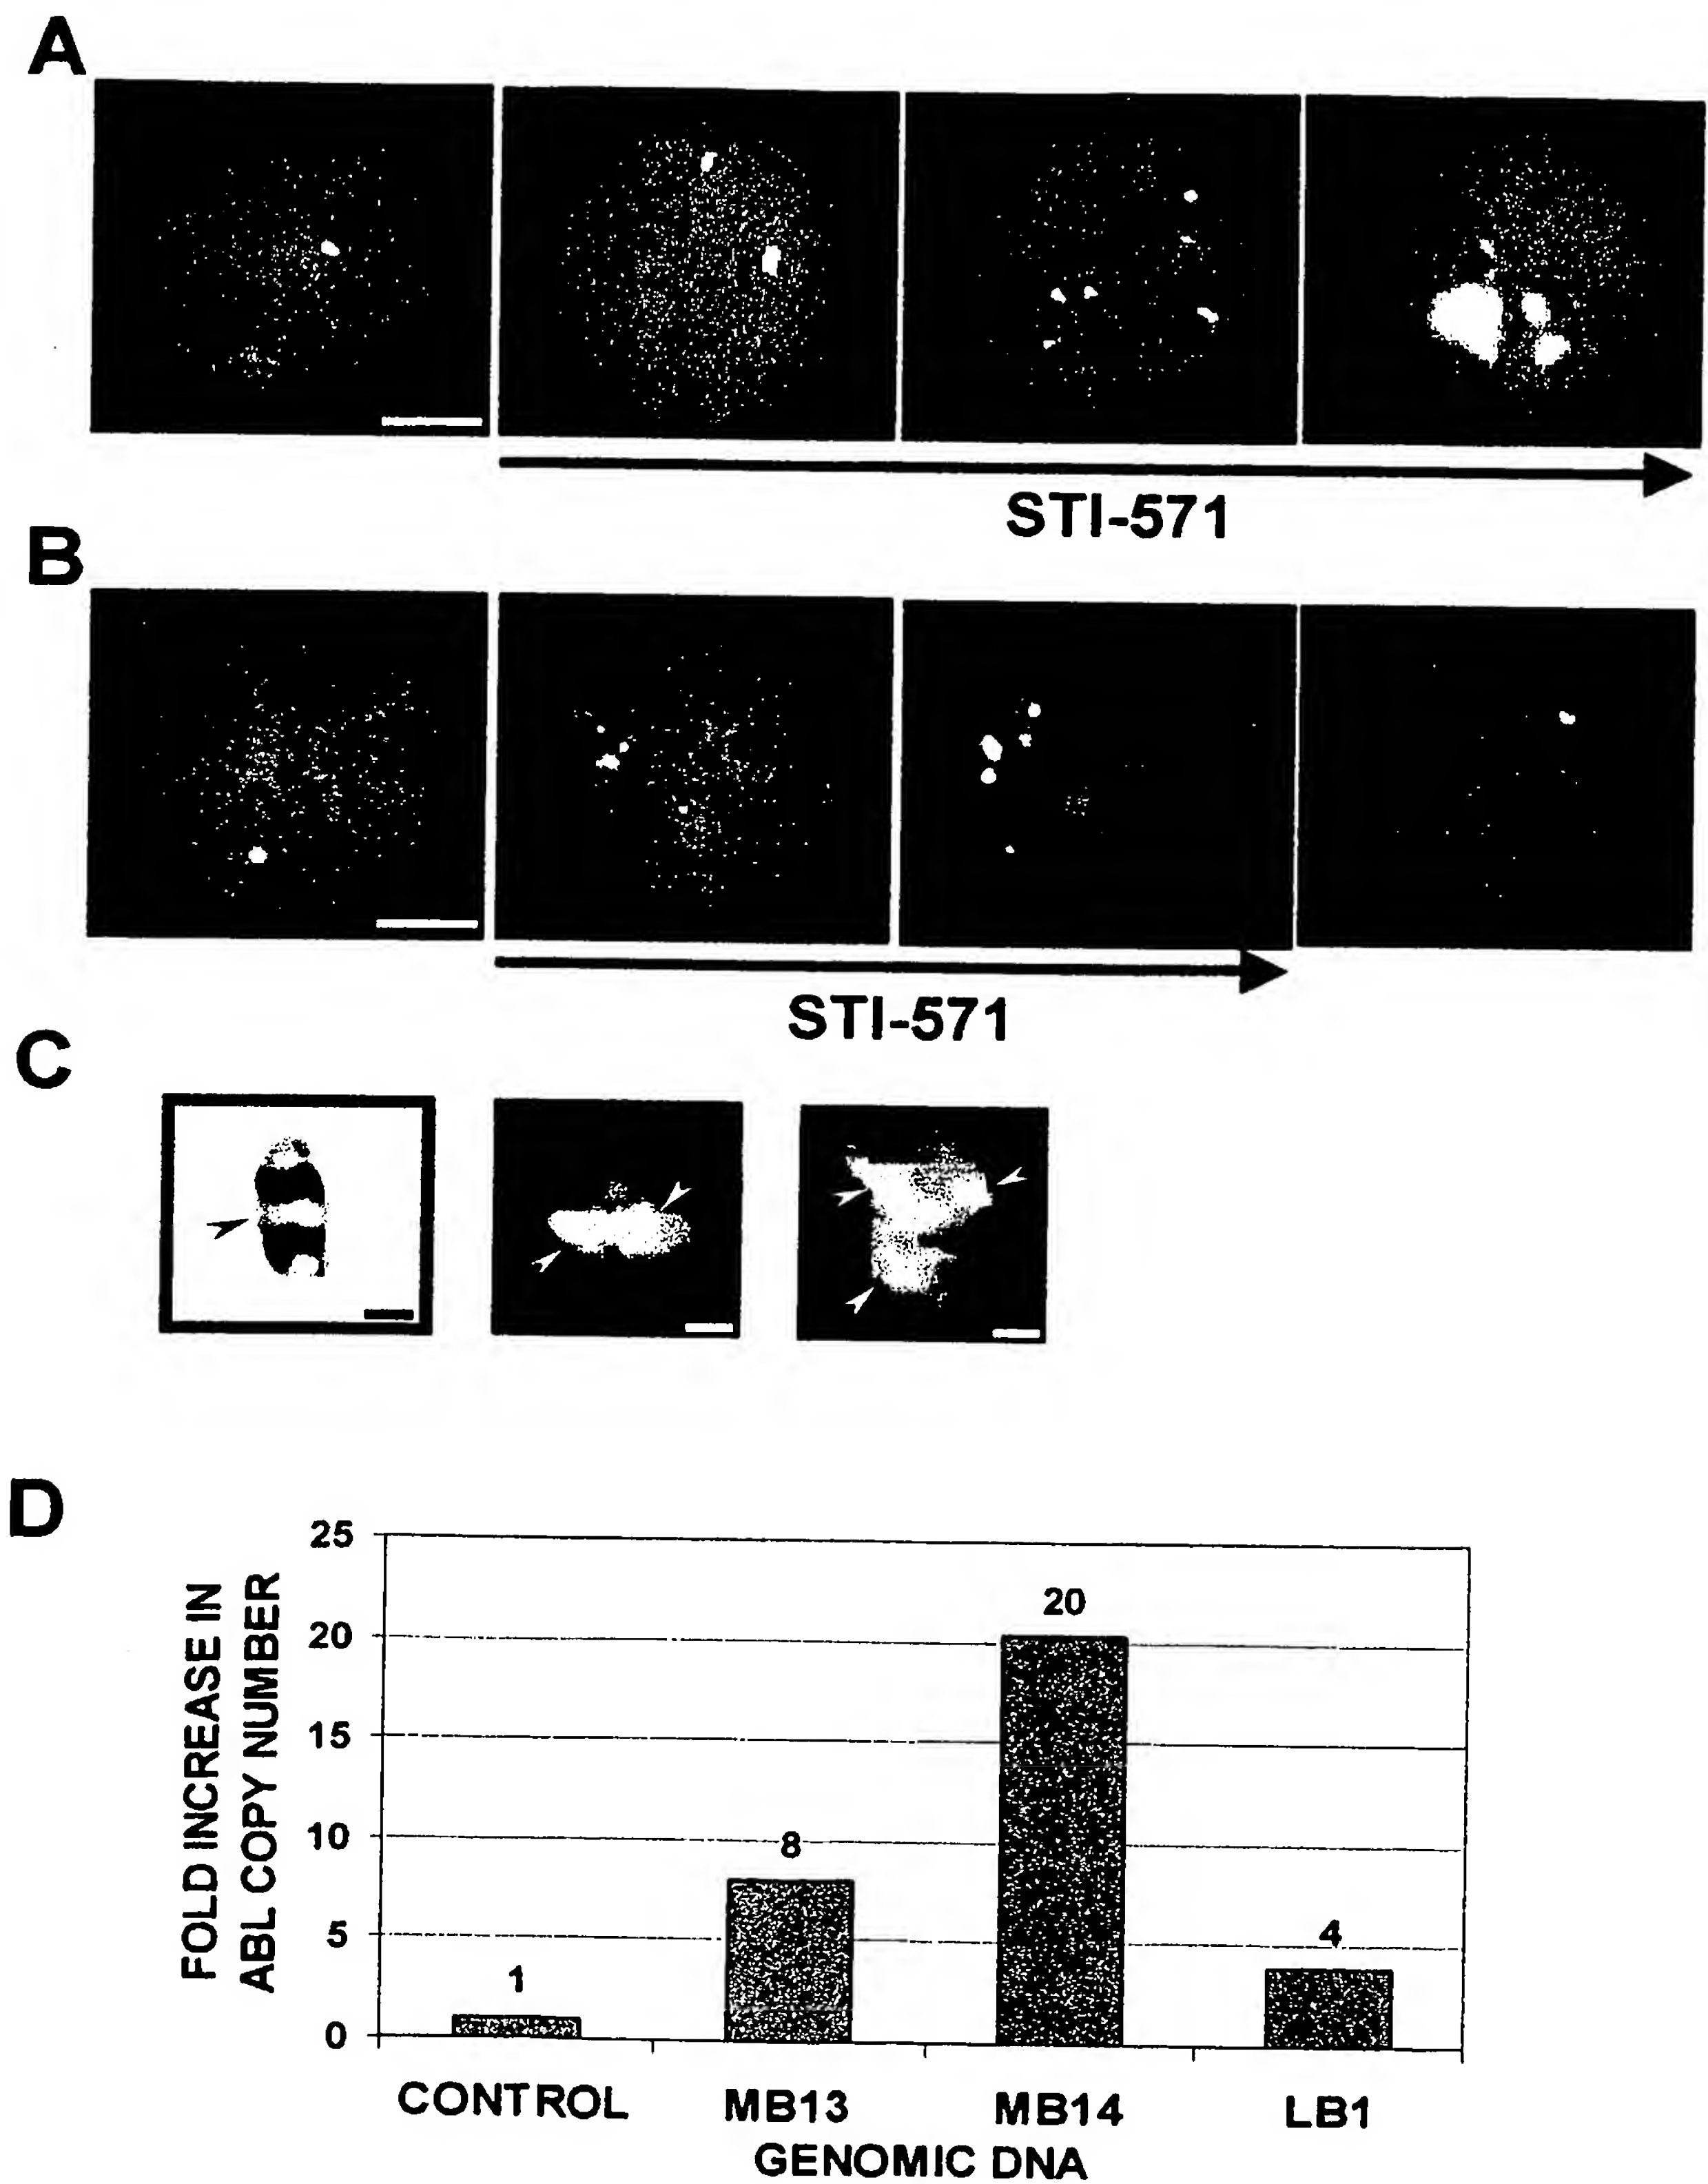 A
STI-571
B
STI-571
C
D
FOLD INCREASE IN
ABL COPY NUMBER
25
20
15
10
5
0
1
8
20
4
CONTROL MB13 MB14 LB1
GENOMIC DNA